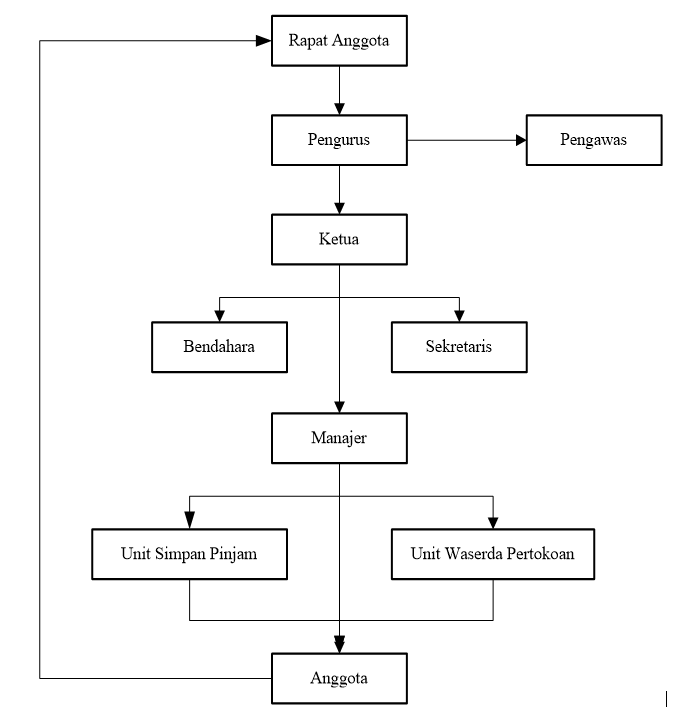 Rapat Anggota
Pengurus
Pengawas
Ketua
Bendahara
Sekretaris
Manajer
Unit Simpan Pinjam
Unit Waserda Pertokoan
Anggota